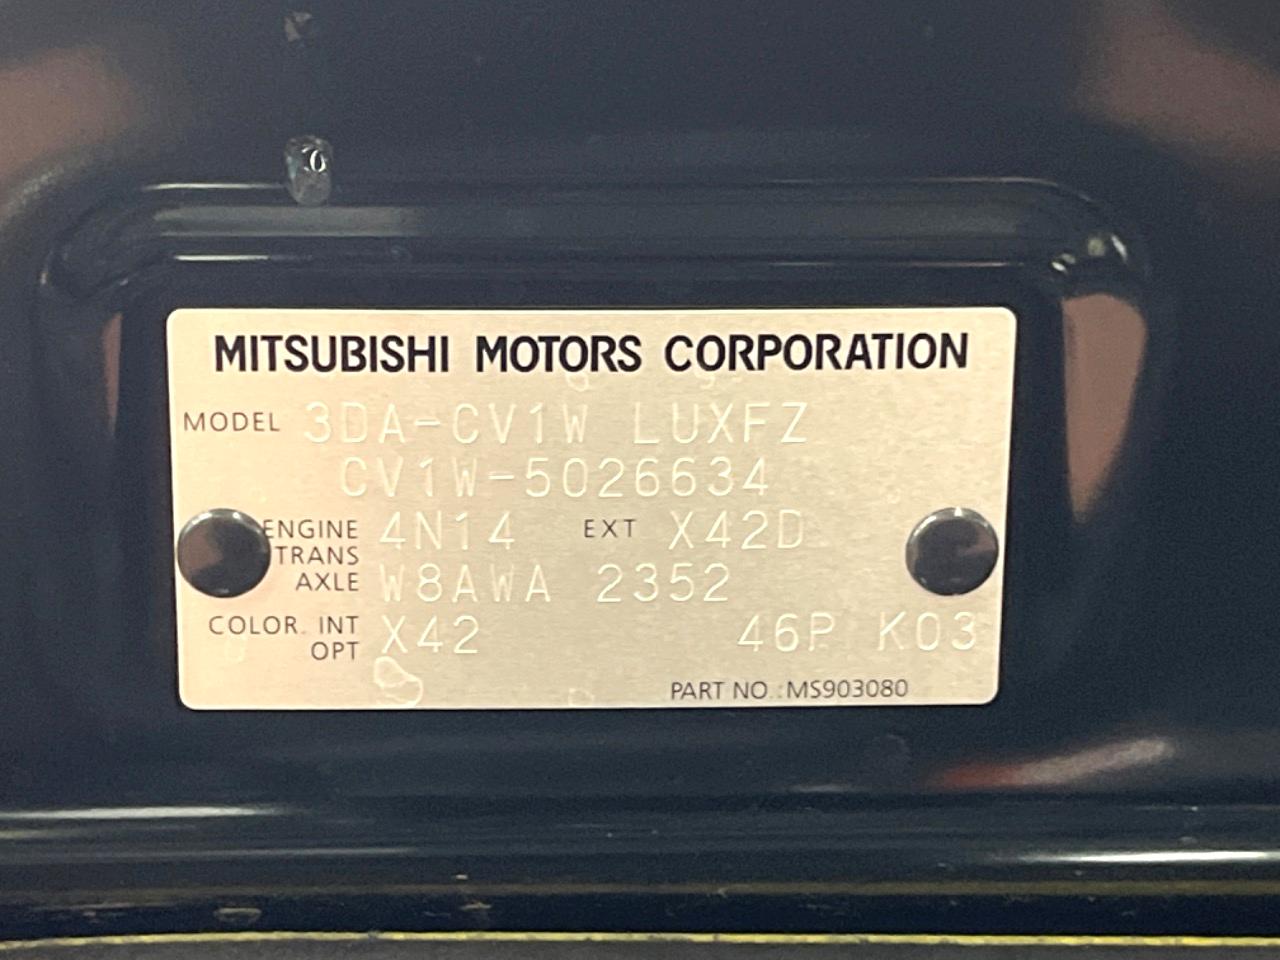 MITSUBISHI MOTORS CORPORATION
MODEL 3DA-CV1W LUXFZ
CV1W-5026634
ENGINE 4N14 EXT X42D
TRANS
AXLE W8AWA 2352
COLOR. INT X42 46P K03
OPT
PART NO.:MS903080